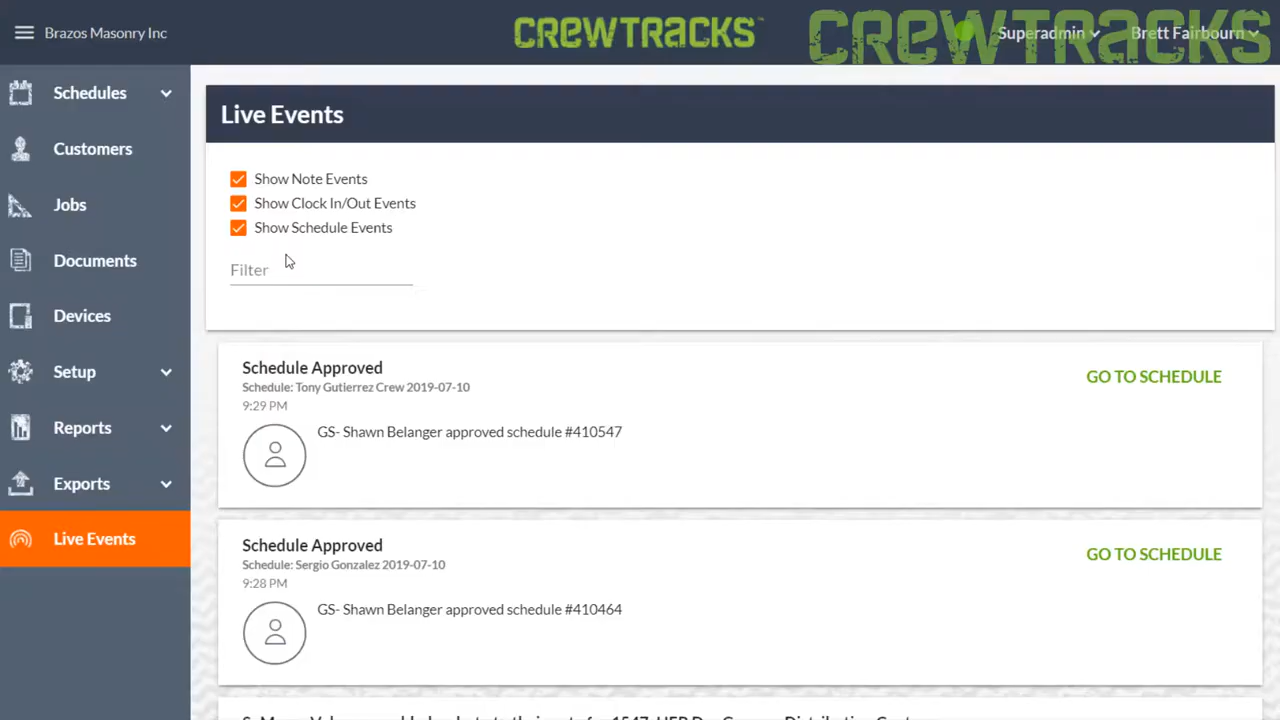 Brazos Masonry Inc
CREWTRACKS™
CREWTRACKS
Superadmin
Brett Fairbourn
Schedules
Customers
Jobs
Documents
Devices
Setup
Reports
Exports
Live Events
Live Events
Show Note Events
Show Clock In/Out Events
Show Schedule Events
Filter
Schedule Approved
GO TO SCHEDULE
Schedule: Tony Gutierrez Crew 2019-07-10
9:29 PM
GS- Shawn Belanger approved schedule #410547
Schedule Approved
GO TO SCHEDULE
Schedule: Sergio Gonzalez 2019-07-10
9:28 PM
GS- Shawn Belanger approved schedule #410464